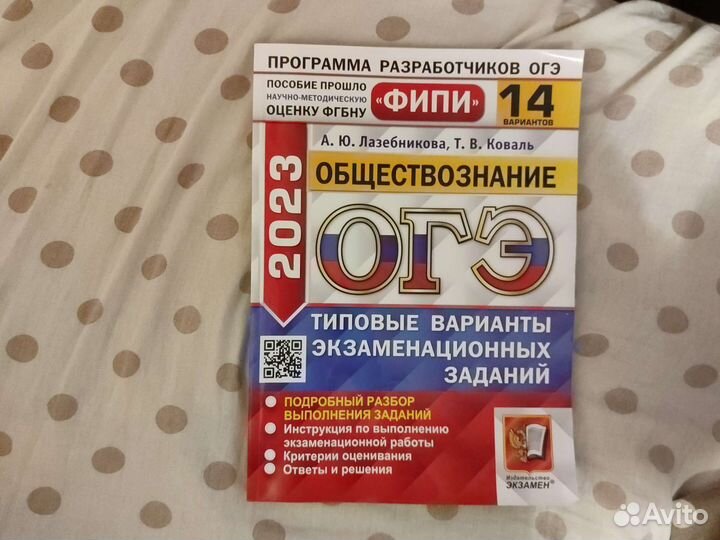 ПРОГРАММА РАЗРАБОТЧИКОВ ОГЭ
ПОСОБИЕ ПРОШЛО
НАУЧНО-МЕТОДИЧЕСКУЮ
ОЦЕНКУ ФГБНУ
«ФИПИ»
14
ВАРИАНТОВ
А. Ю. Лазебникова, Т. В. Коваль
2023
ОБЩЕСТВОЗНАНИЕ
ОГЭ
ТИПОВЫЕ ВАРИАНТЫ
ЭКЗАМЕНАЦИОННЫХ
ЗАДАНИЙ
ПОДРОБНЫЙ РАЗБОР
ВЫПОЛНЕНИЯ ЗАДАНИЙ
Инструкция по выполнению
экзаменационной работы
Критерии оценивания
Ответы и решения
Издательство
ЭКЗАМЕН®
Avito